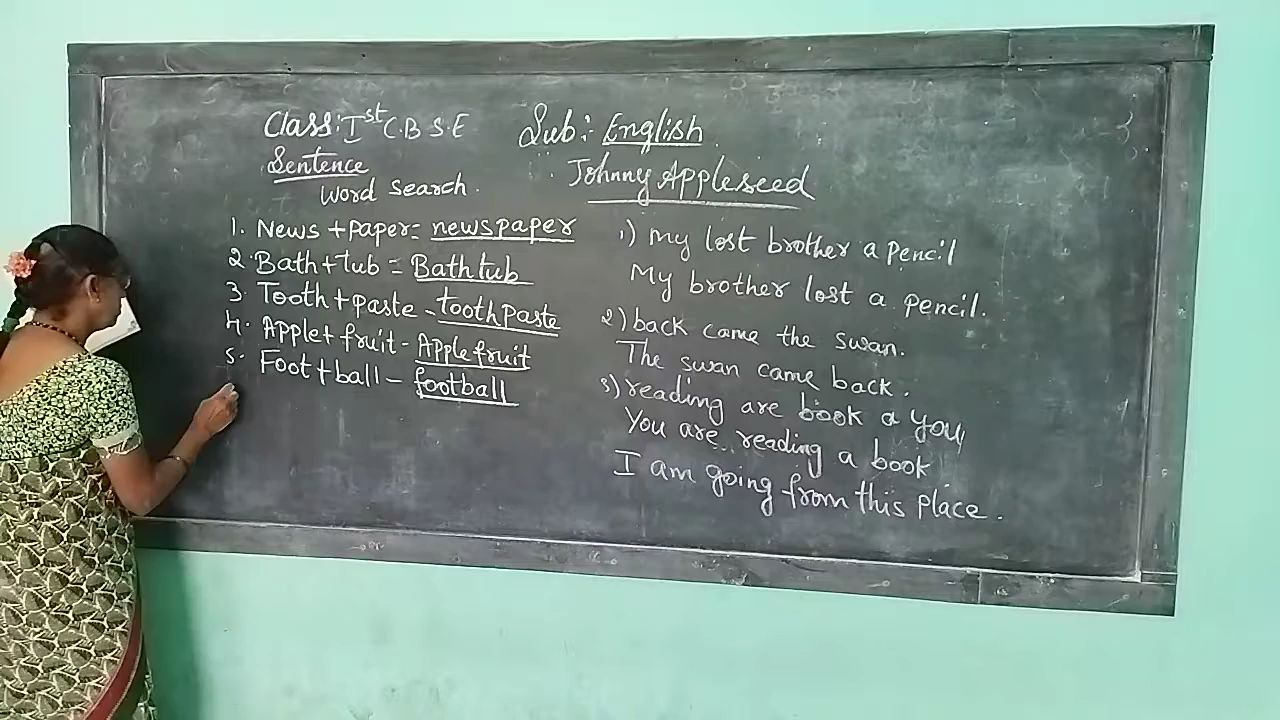 Class: Ist C.B.S.E
Sub:- English
Sentence
Johnny Appleseed
word search.
1. News + paper = newspaper
2. Bath + tub = Bath tub
3. Tooth + paste - toothpaste
4. Apple + fruit - Apple fruit
5. Foot + ball - football
1) My lost brother a pencil
My brother lost a pencil.
2) back came the swan.
The swan came back.
3) reading are book a you
You are reading a book
I am going from this place.